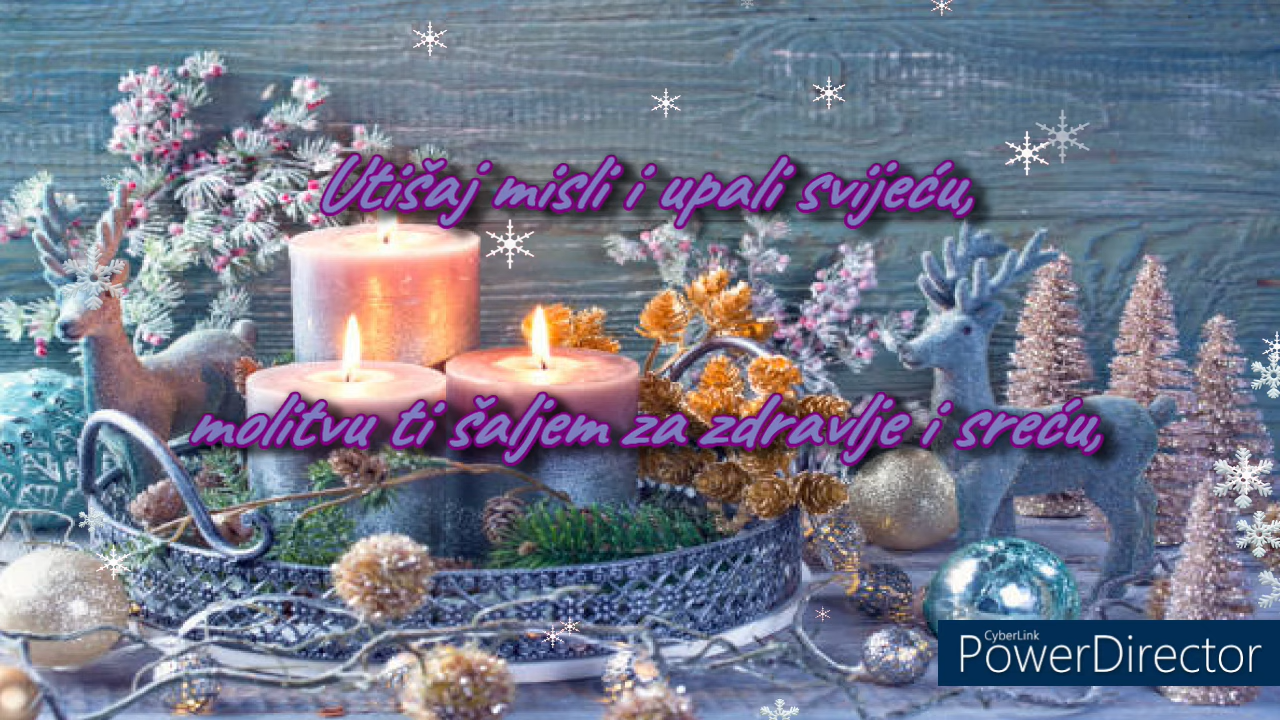 Utišaj misli i upali svijeću,
molitvu ti šaljem za zdravlje i sreću,
CyberLink
PowerDirector